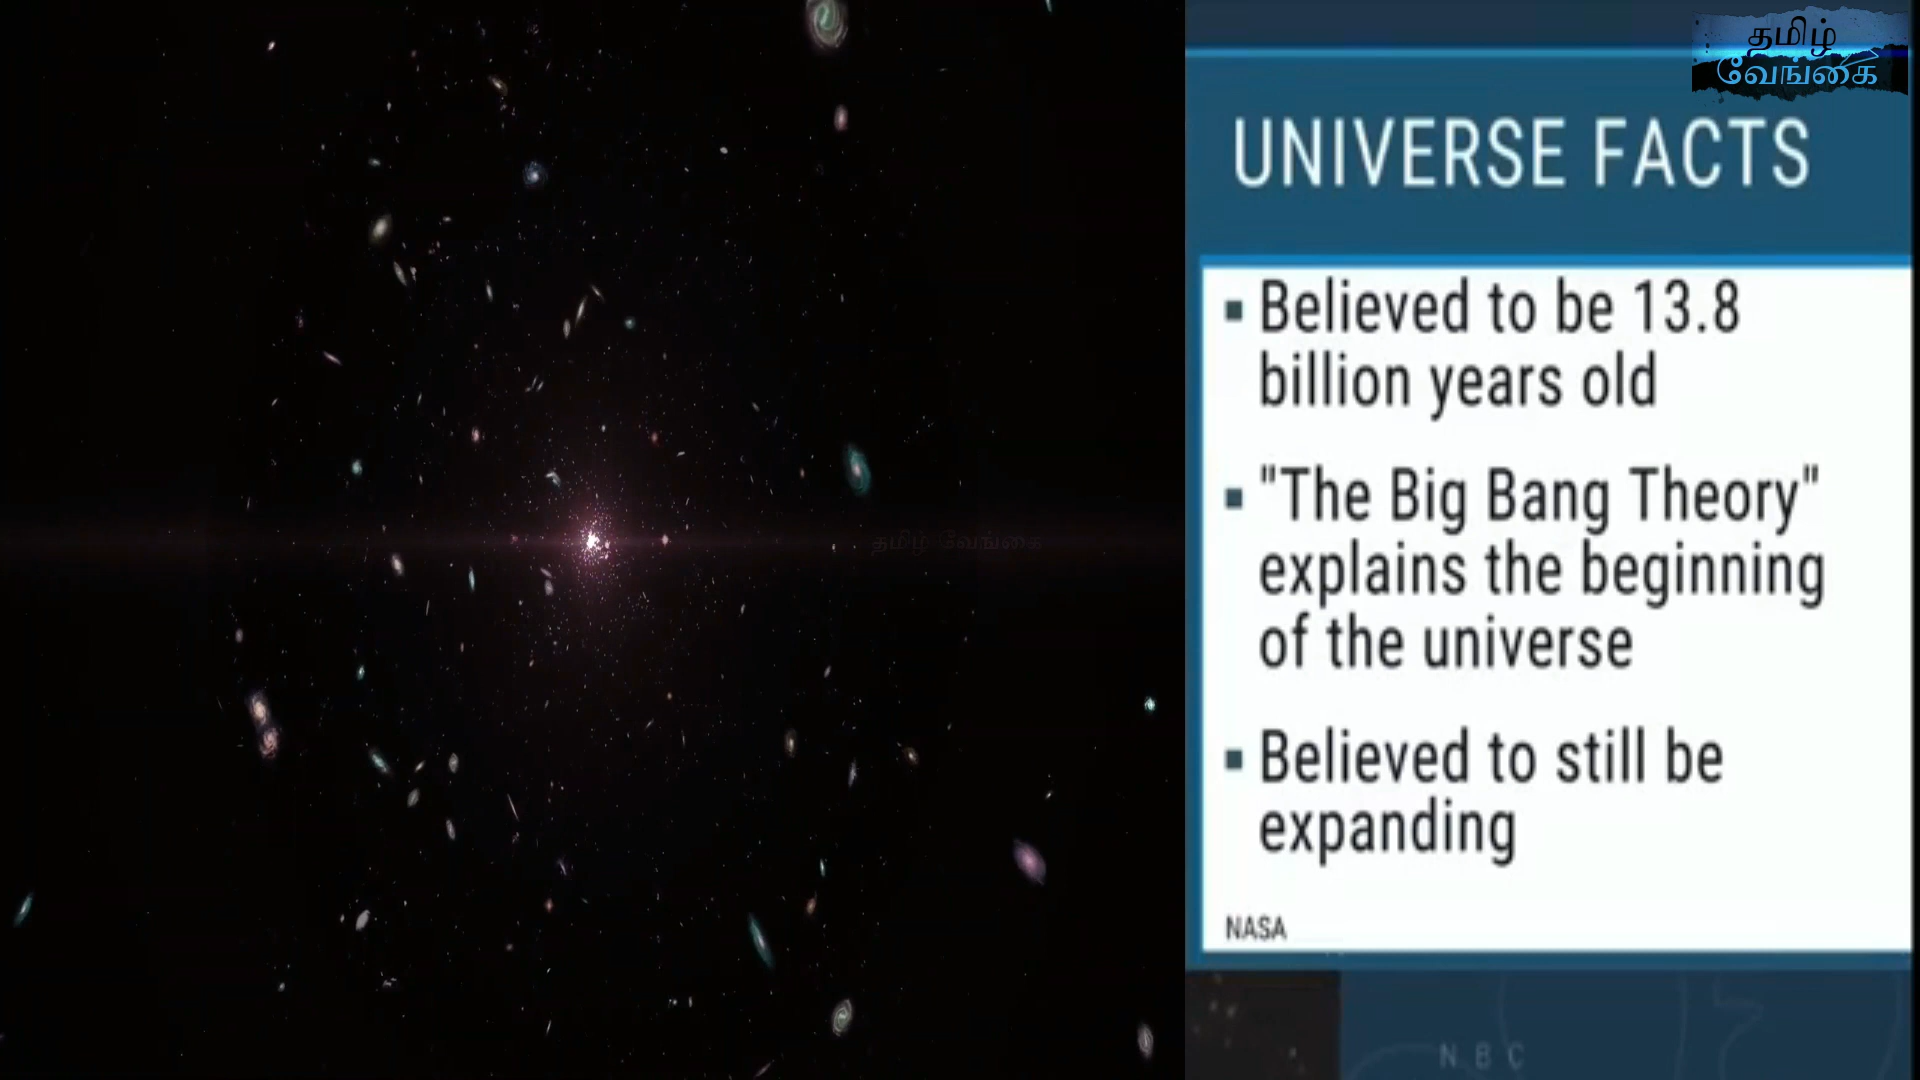 தமிழ்
வேங்கை
UNIVERSE FACTS
▪ Believed to be 13.8
billion years old
▪ "The Big Bang Theory"
explains the beginning
of the universe
▪ Believed to still be
expanding
NASA
தமிழ் வேங்கை
NBC